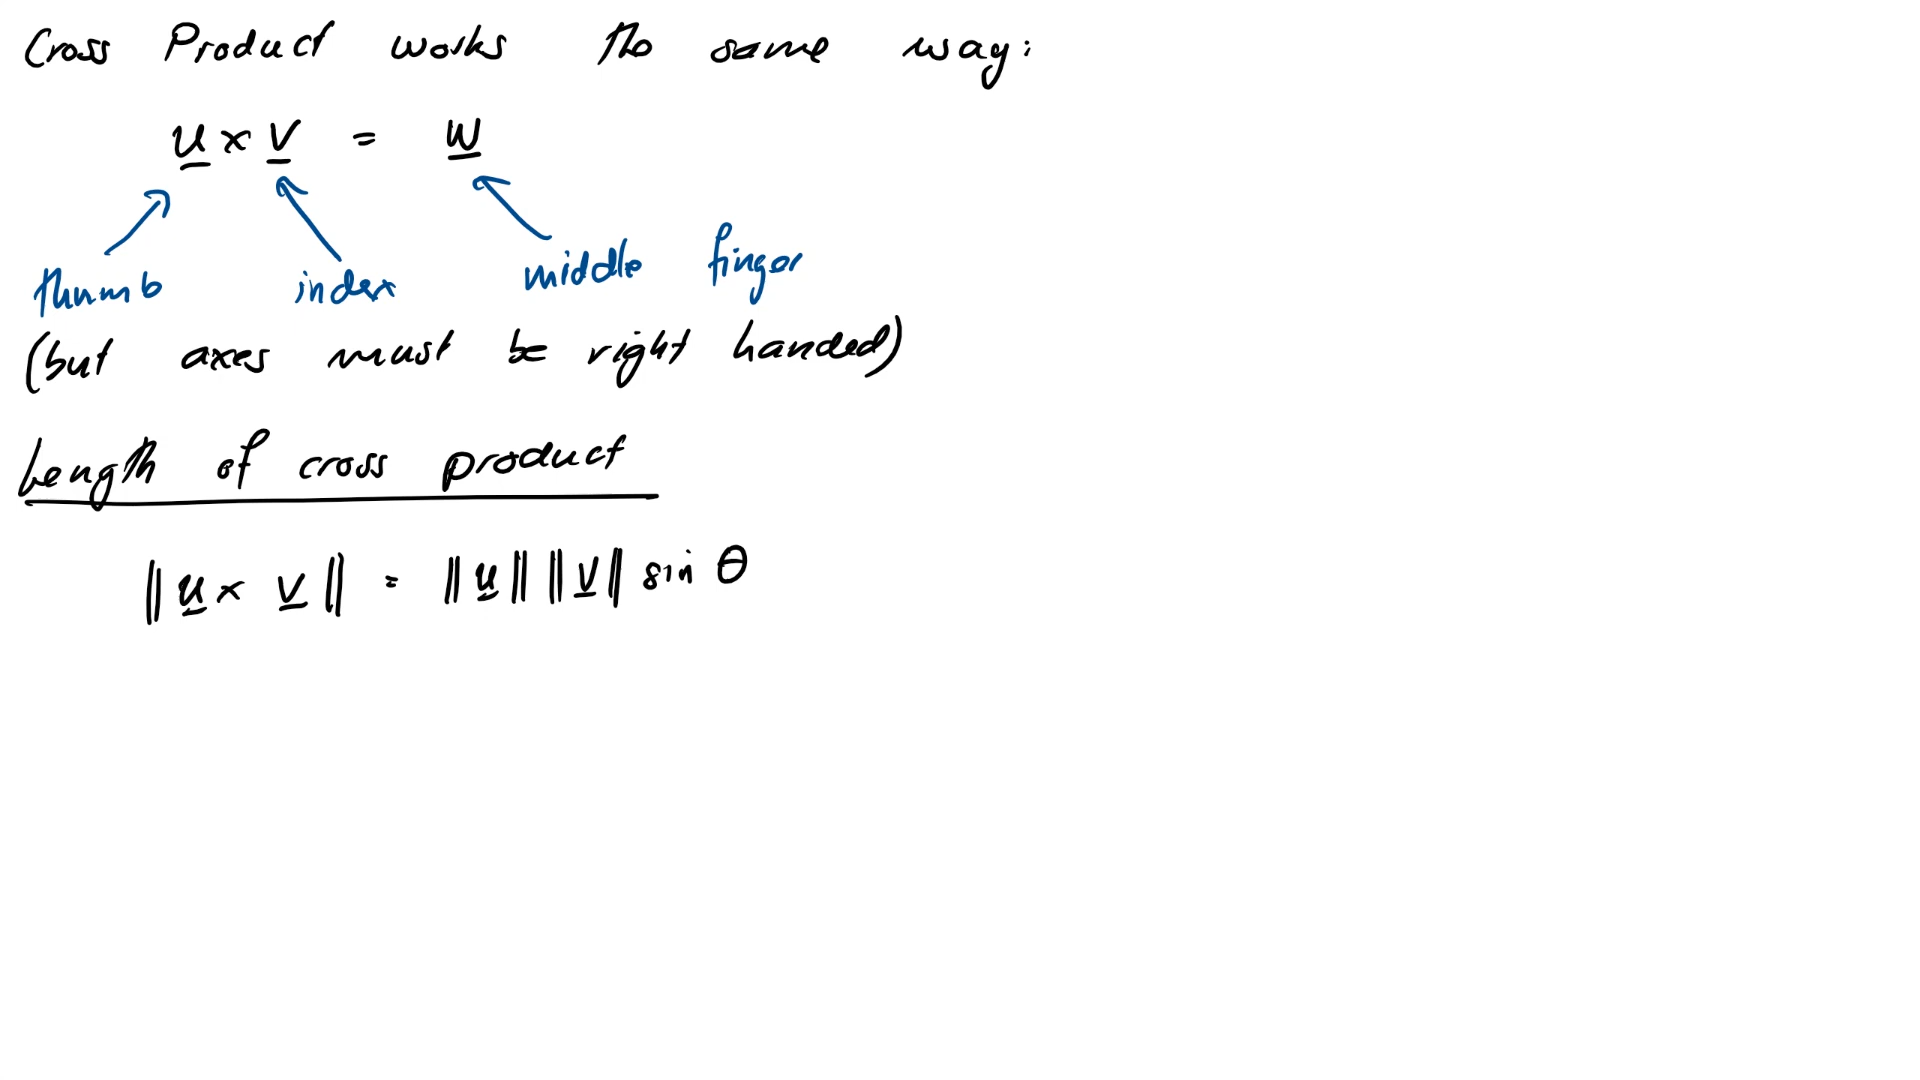 Cross Product works the same way:
u x v = w
thumb index middle finger
(but axes must be right handed)
Length of cross product
‖u x v‖ = ‖u‖ ‖v‖ sin θ